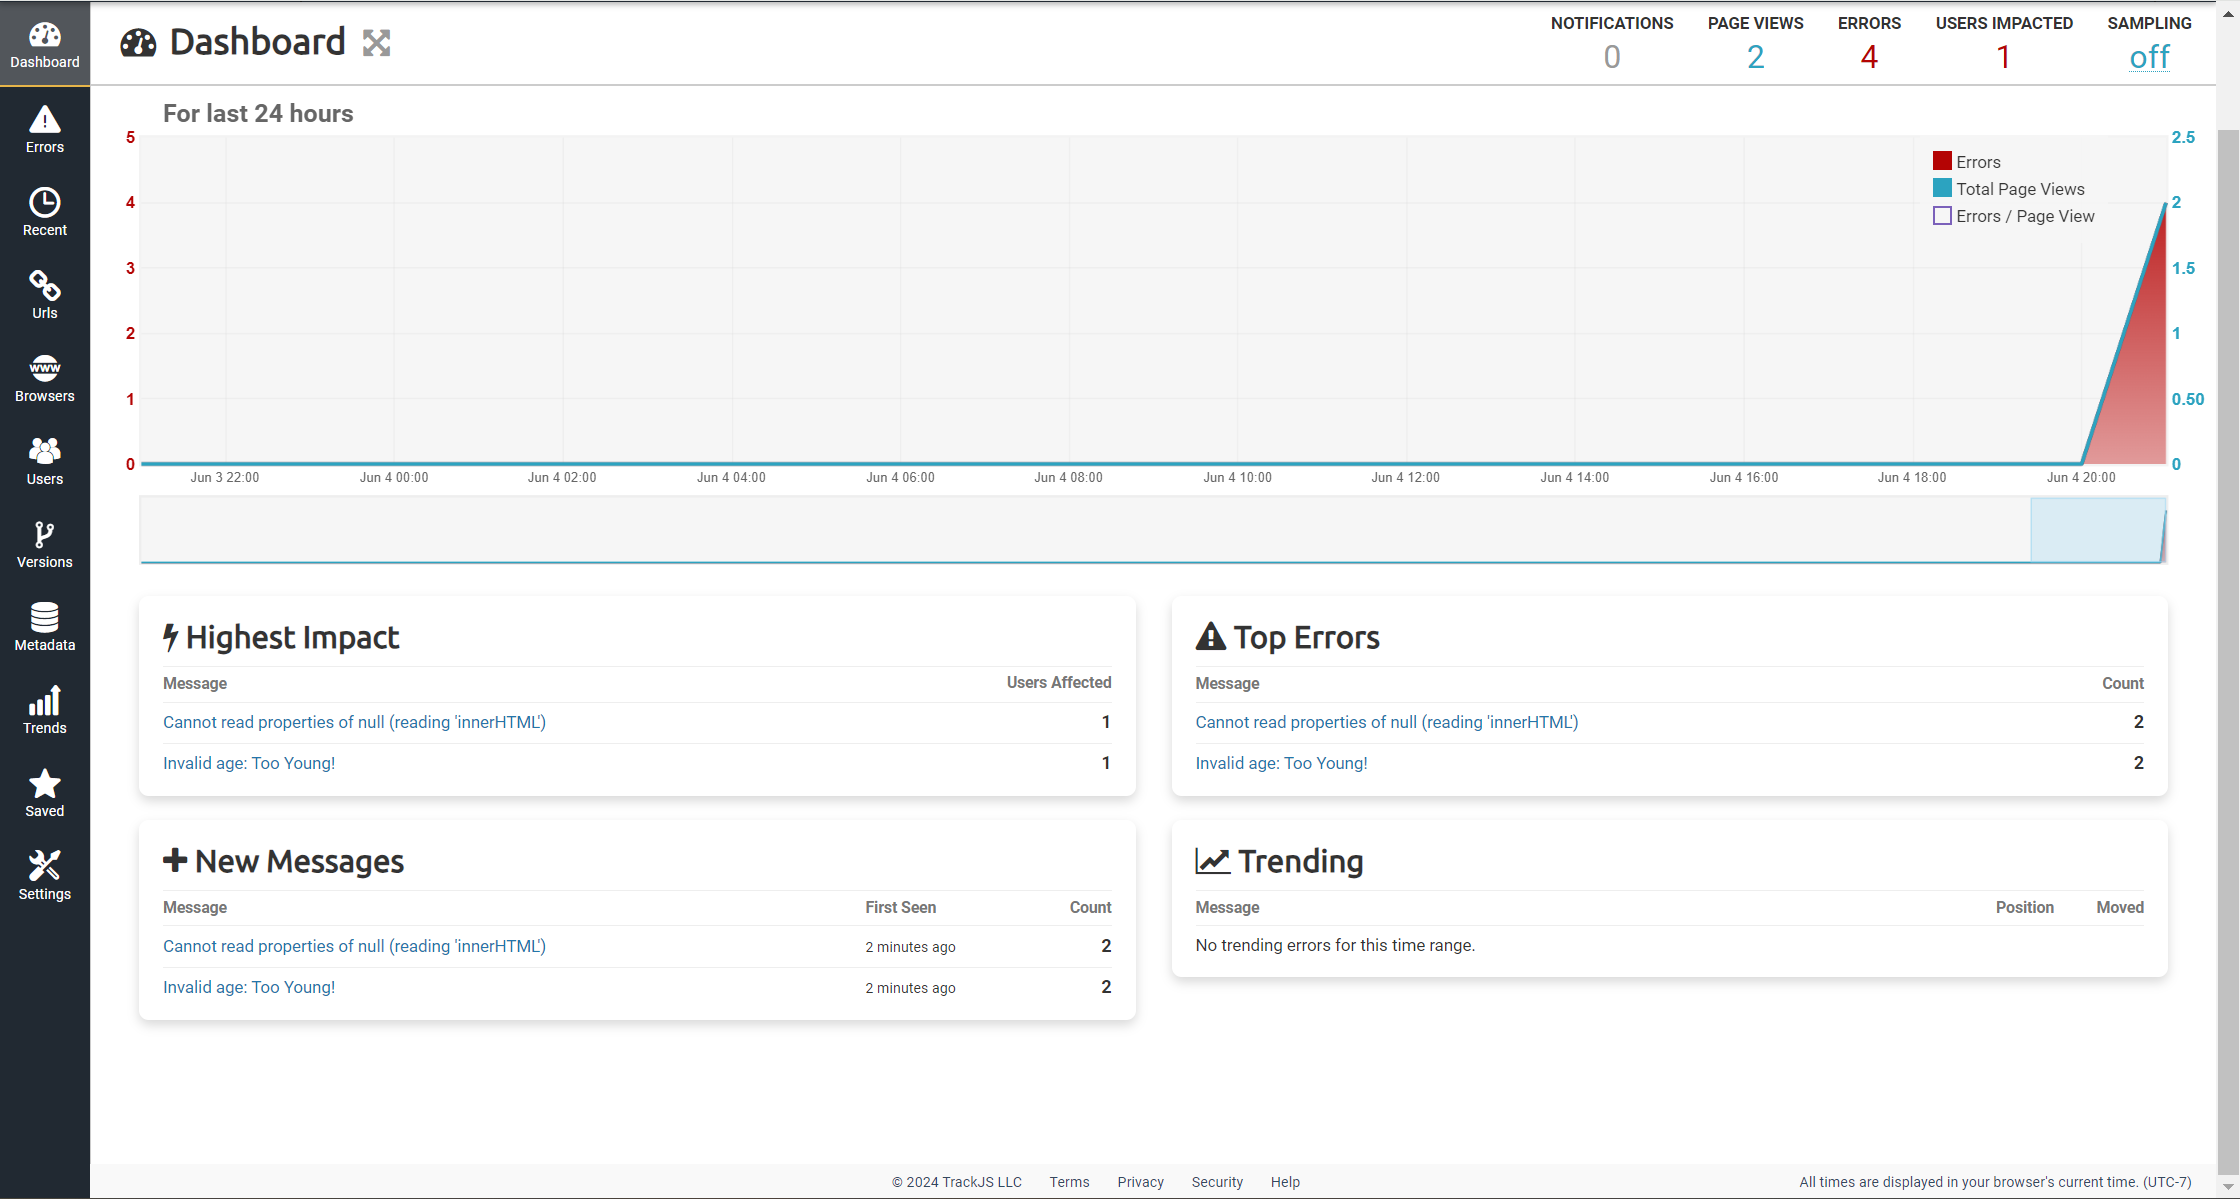 Dashboard
Errors
Recent
Urls
www
Browsers
Users
Versions
Metadata
Trends
Saved
Settings
Dashboard
NOTIFICATIONS PAGE VIEWS ERRORS USERS IMPACTED SAMPLING
0 2 4 1 off
For last 24 hours
5 2.5
4 2
3 1.5
2 1
1 0.50
0 0
Errors
Total Page Views
Errors / Page View
Jun 3 22:00 Jun 4 00:00 Jun 4 02:00 Jun 4 04:00 Jun 4 06:00 Jun 4 08:00 Jun 4 10:00 Jun 4 12:00 Jun 4 14:00 Jun 4 16:00 Jun 4 18:00 Jun 4 20:00
Highest Impact
Message Users Affected
Cannot read properties of null (reading 'innerHTML') 1
Invalid age: Too Young! 1
Top Errors
Message Count
Cannot read properties of null (reading 'innerHTML') 2
Invalid age: Too Young! 2
New Messages
Message First Seen Count
Cannot read properties of null (reading 'innerHTML') 2 minutes ago 2
Invalid age: Too Young! 2 minutes ago 2
Trending
Message Position Moved
No trending errors for this time range.
© 2024 TrackJS LLC Terms Privacy Security Help
All times are displayed in your browser's current time. (UTC-7)